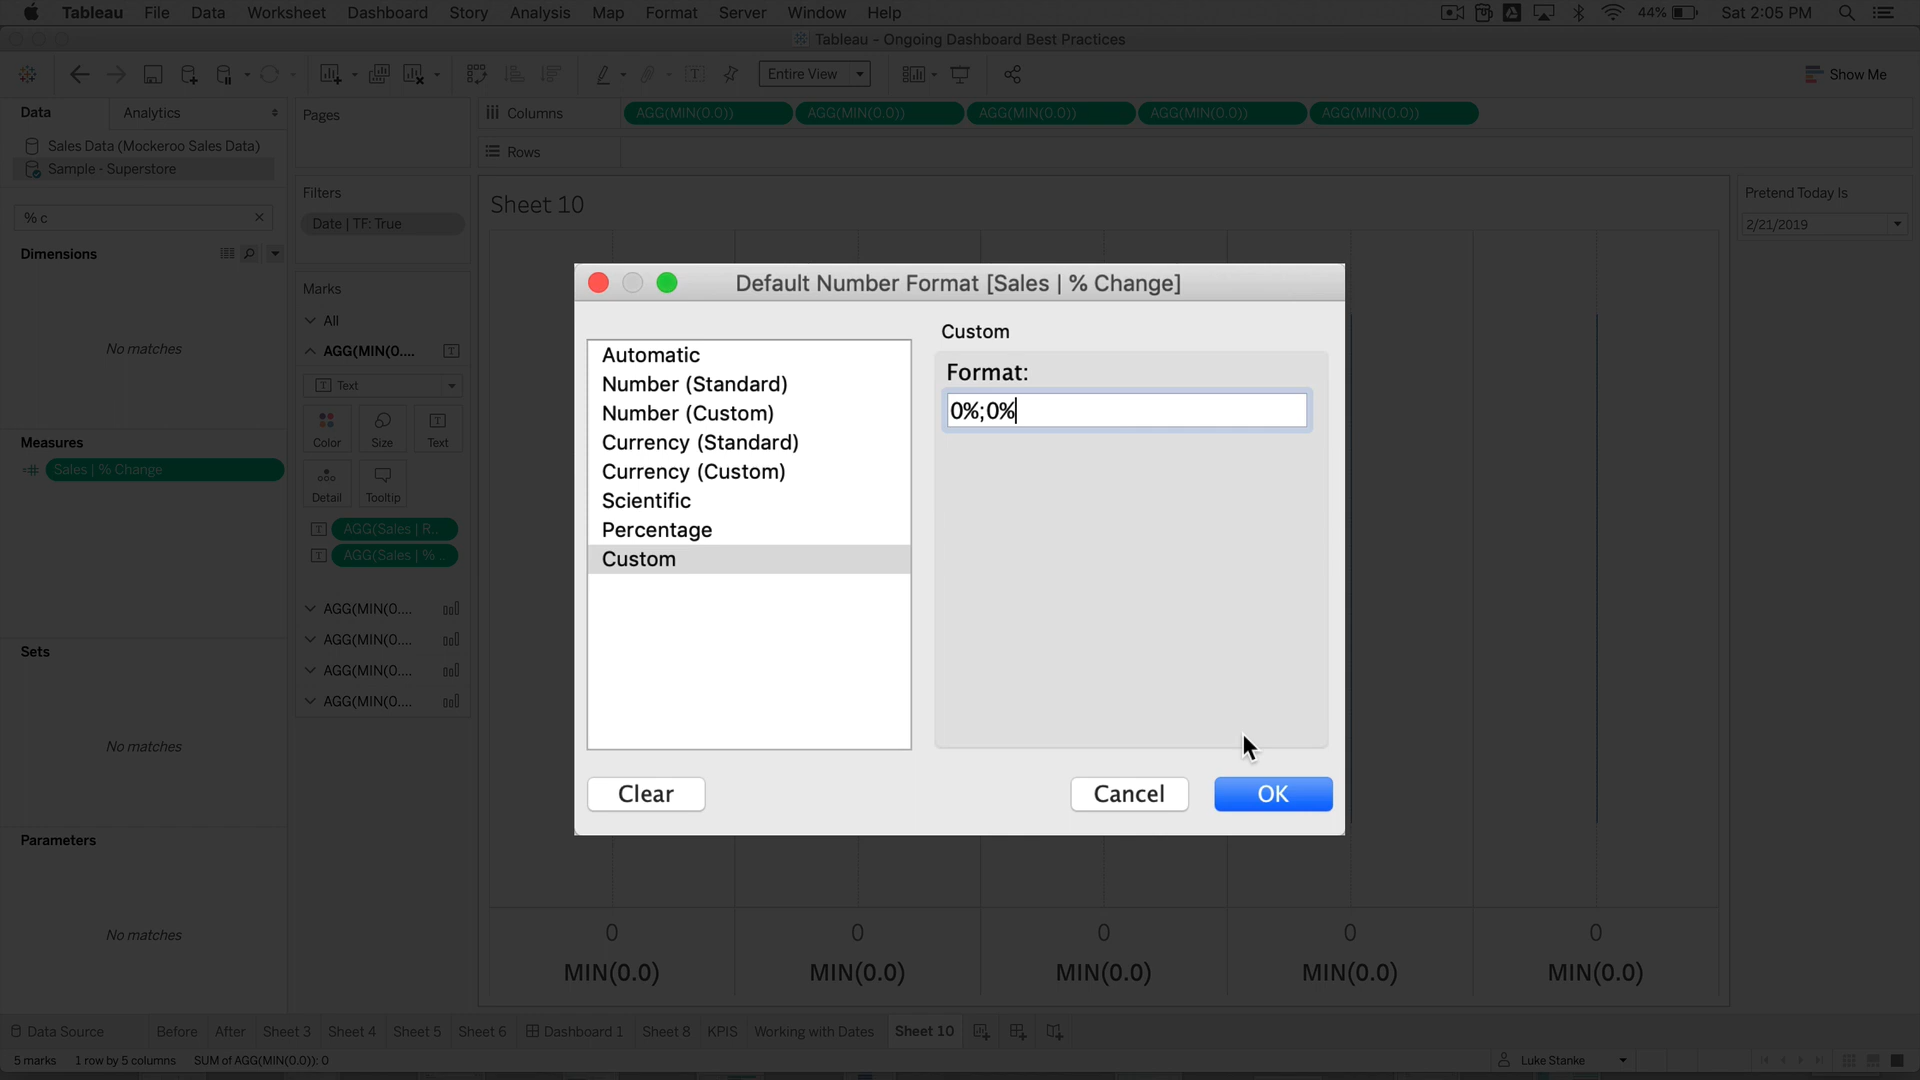 Tableau File Data Worksheet Dashboard Story Analysis Map Format Server Window Help 44% Sat 2:05 PM
Tableau - Ongoing Dashboard Best Practices
Entire View
Show Me
Data Analytics
Sales Data (Mockeroo Sales Data)
Sample - Superstore
% c
Dimensions
No matches
Measures
Sales | % Change
Sets
No matches
Parameters
No matches
Pages
Filters
Date | TF: True
Marks
All
AGG(MIN(0....
Text
Color Size Text
Detail Tooltip
AGG(Sales | R..
AGG(Sales | % ..
AGG(MIN(0....
AGG(MIN(0....
AGG(MIN(0....
AGG(MIN(0....
Columns AGG(MIN(0.0)) AGG(MIN(0.0)) AGG(MIN(0.0)) AGG(MIN(0.0)) AGG(MIN(0.0))
Rows
Sheet 10
Pretend Today Is
2/21/2019
Default Number Format [Sales | % Change]
Automatic
Number (Standard)
Number (Custom)
Currency (Standard)
Currency (Custom)
Scientific
Percentage
Custom
Custom
Format:
0%;0%
Clear Cancel OK
0 0 0 0 0
MIN(0.0) MIN(0.0) MIN(0.0) MIN(0.0) MIN(0.0)
Data Source Before After Sheet 3 Sheet 4 Sheet 5 Sheet 6 Dashboard 1 Sheet 8 KPIS Working with Dates Sheet 10
5 marks 1 row by 5 columns SUM of AGG(MIN(0.0)): 0 Luke Stanke